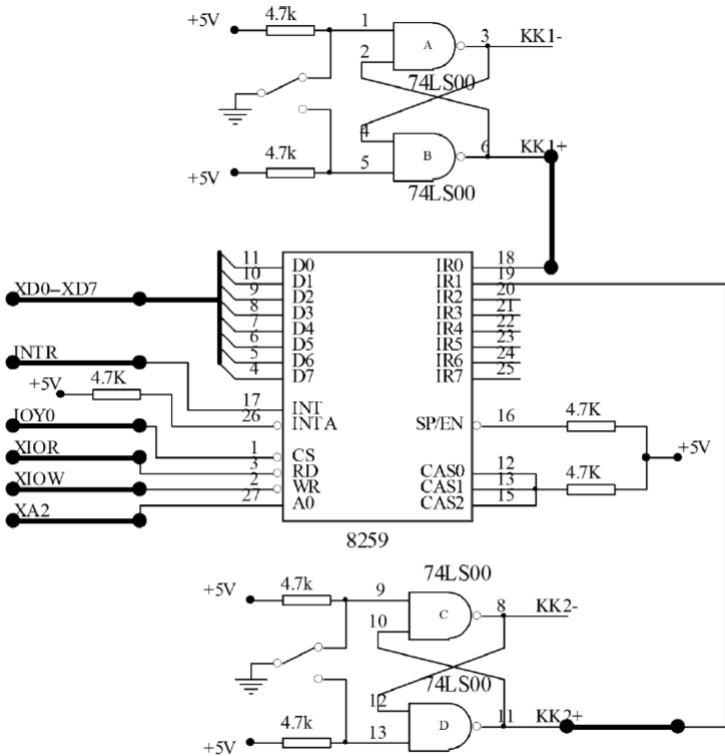 4.7k
+5V
1
A
3
KK1-
2
74LS00
4
B
6
KK1+
4.7k
5
+5V
74LS00
11
D0
IR0
18
10
D1
IR1
19
9
D2
IR2
20
XD0-XD7
8
D3
IR3
21
7
D4
IR4
22
6
D5
IR5
23
5
D6
IR6
24
4
D7
IR7
25
INTR
+5V
4.7K
17
INT
26
INTA
SP/EN
16
4.7K
IOY0
+5V
XIOR
1
CS
3
RD
CAS0
12
XIOW
2
WR
CAS1
13
4.7K
27
A0
CAS2
15
XA2
8259
74LS00
4.7k
+5V
9
C
8
KK2-
10
74LS00
12
D
11
KK2+
4.7k
13
+5V